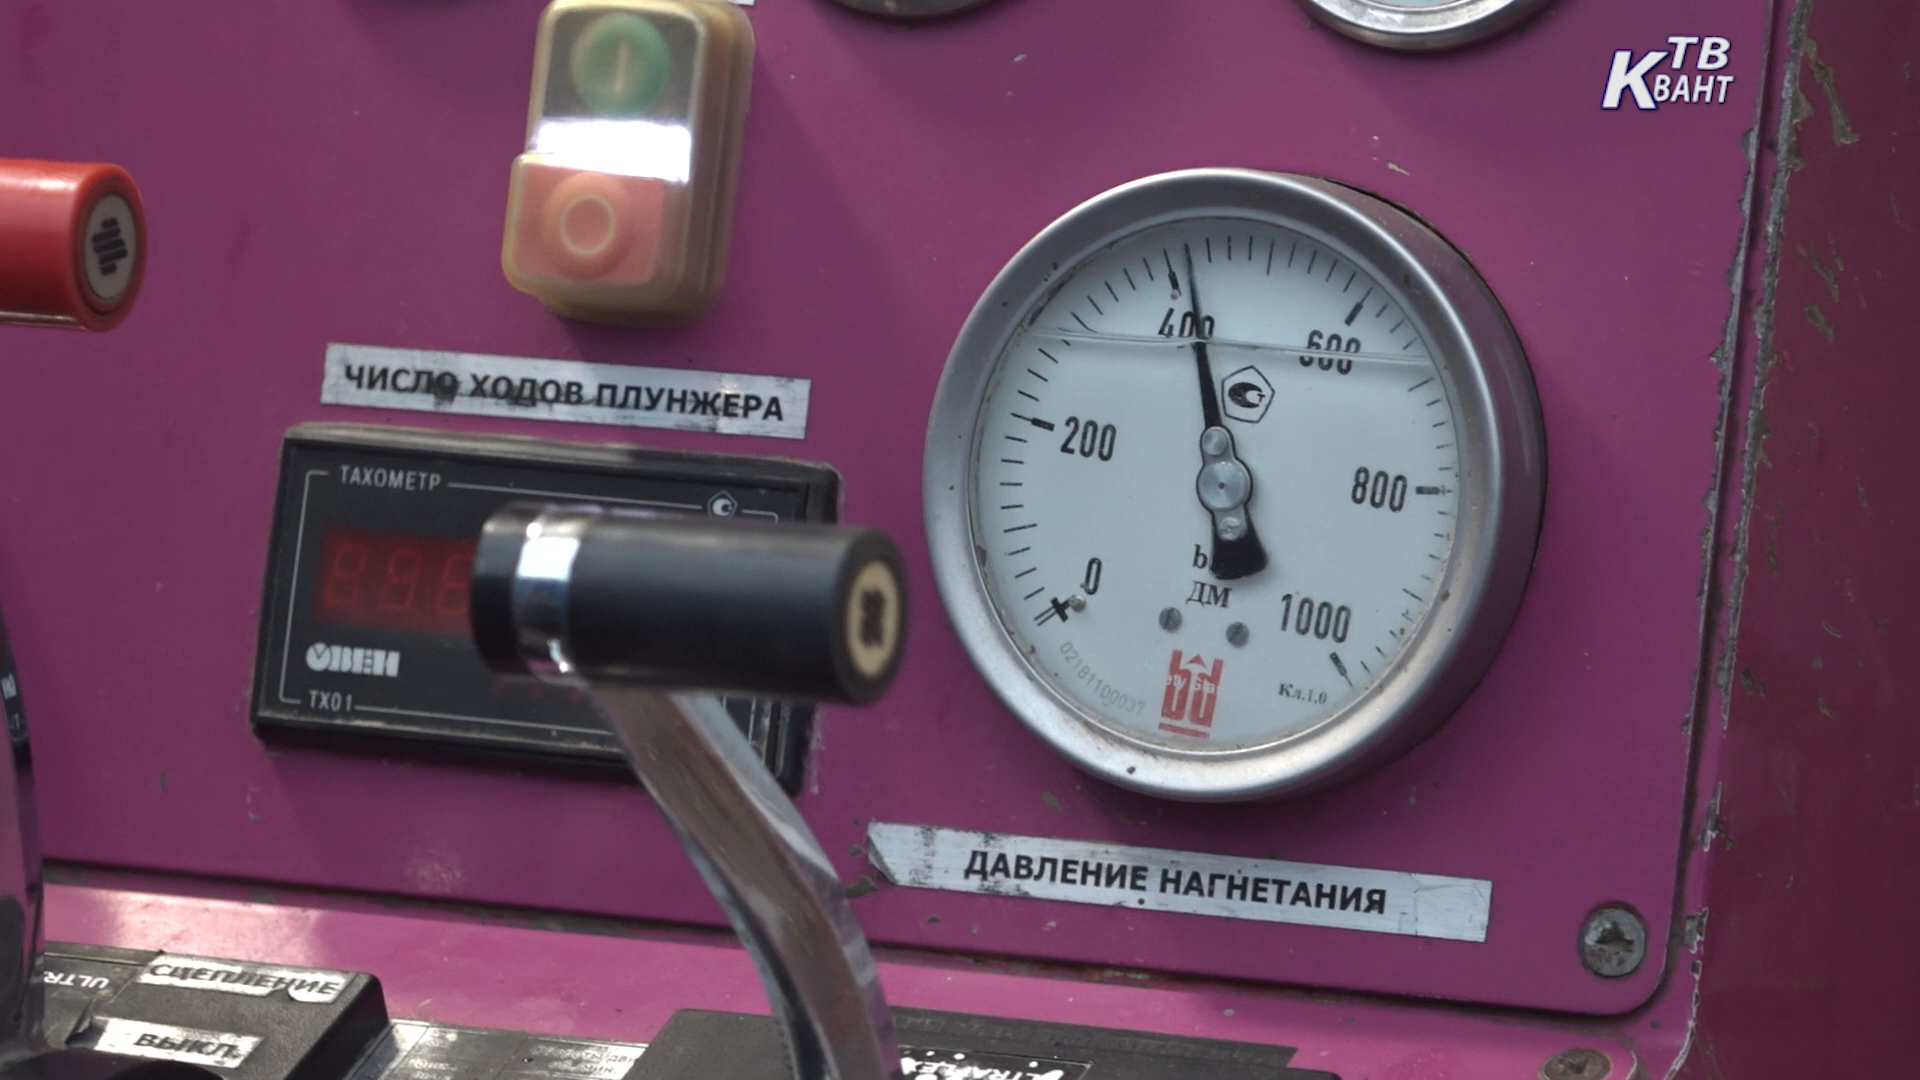 ТВ
КВАНТ
400
600
200
800
0
1000
ДМ
02181100037
Кл.1.0
ЧИСЛО ХОДОВ ПЛУНЖЕРА
ТАХОМЕТР
ОВЕН
ТХ01
ДАВЛЕНИЕ НАГНЕТАНИЯ
СЦЕПЛЕНИЕ
ВЫКЛ.